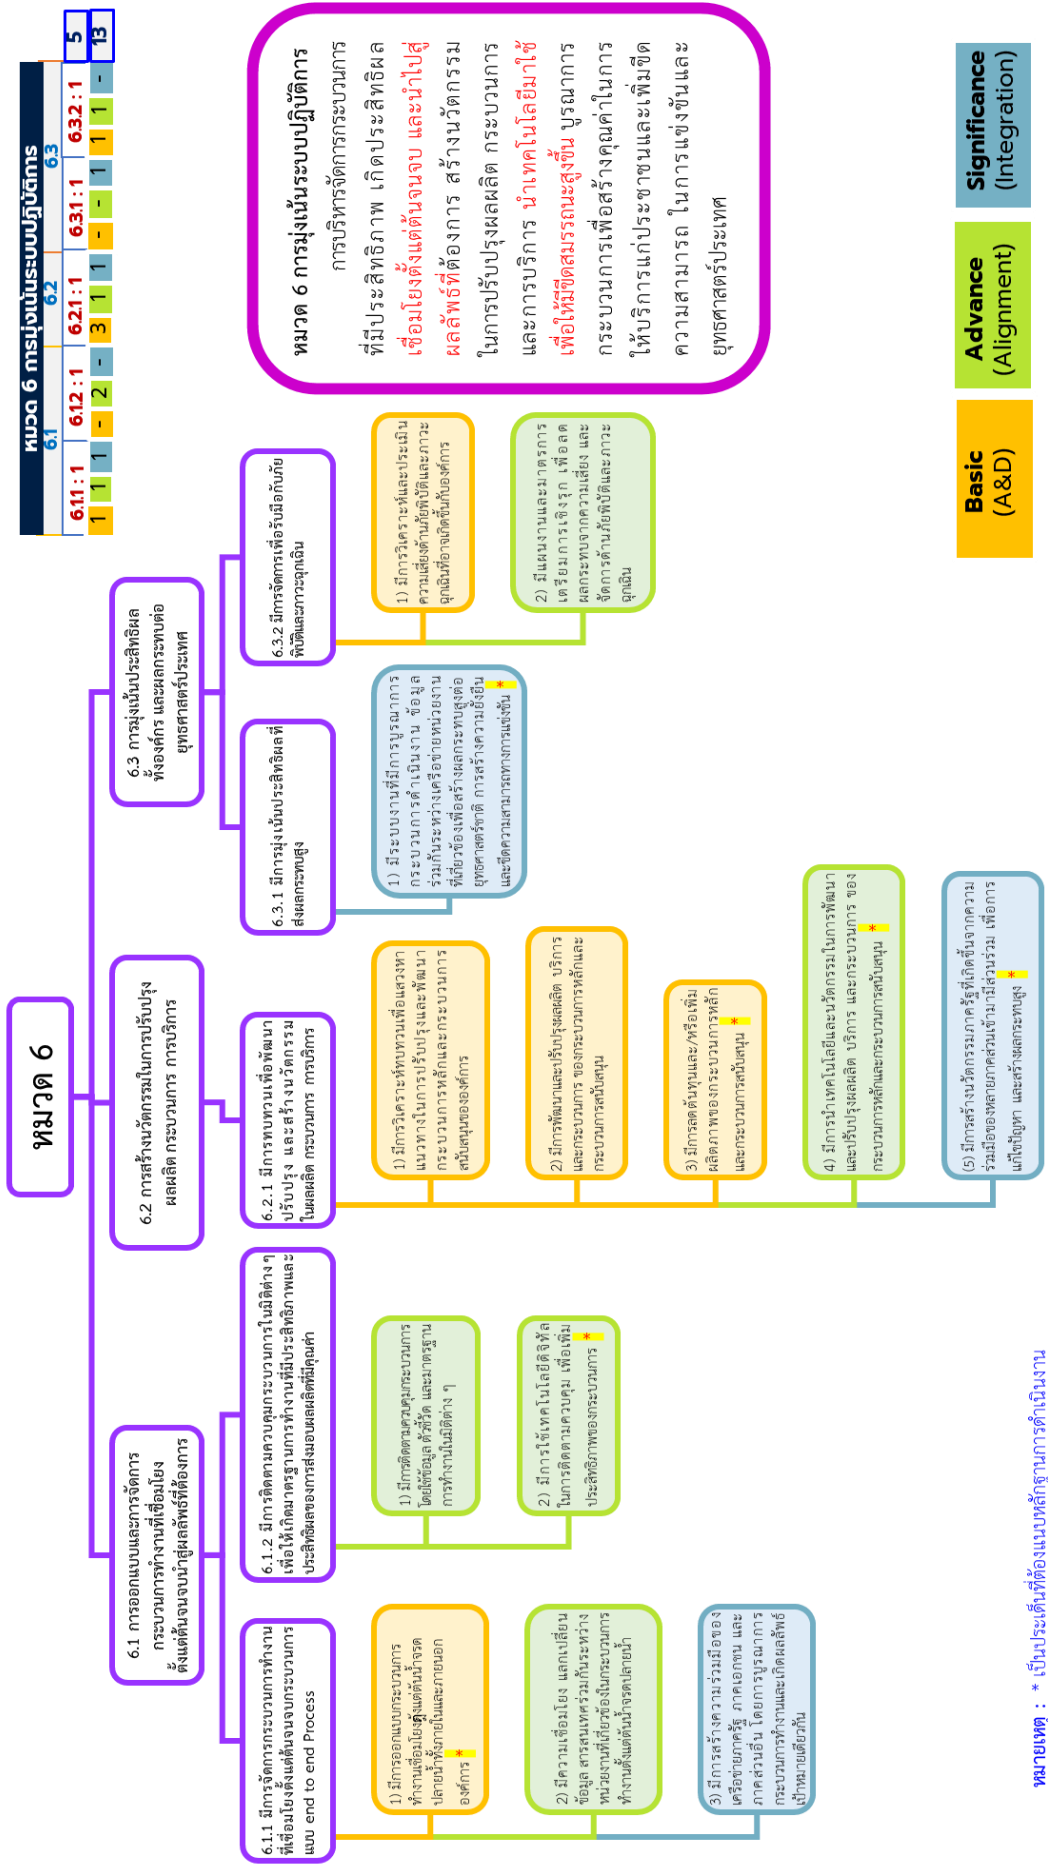 หมวด 6 การมุ่งเน้นระบบปฏิบัติการ
6.1
6.2
6.3
6.1.1 : 1
6.1.2 : 1
6.2.1 : 1
6.3.1 : 1
6.3.2 : 1
5
1 1 1 - 2 - 3 1 1 - - 1 1 1 -
13
หมวด 6
6.1 การออกแบบและการจัดการ
กระบวนการทำงานที่เชื่อมโยง
ตั้งแต่ต้นจนจบนำสู่ผลลัพธ์ที่ต้องการ
6.2 การสร้างนวัตกรรมในการปรับปรุง
ผลผลิต กระบวนการ การบริการ
6.3 การมุ่งเน้นประสิทธิผล
ทั้งองค์กร และผลกระทบต่อ
ยุทธศาสตร์ประเทศ
6.1.1 มีการจัดการกระบวนการทำงาน
ที่เชื่อมโยงตั้งแต่ต้นจนจบกระบวนการ
แบบ end to end Process
1) มีการออกแบบกระบวนการ
ทำงานเชื่อมโยงตั้งแต่ต้นน้ำจรด
ปลายน้ำทั้งภายในและภายนอก
องค์การ *
2) มีความเชื่อมโยง แลกเปลี่ยน
ข้อมูล สารสนเทศร่วมกันระหว่าง
หน่วยงานที่เกี่ยวข้องในกระบวนการ
ทำงานตั้งแต่ต้นน้ำจรดปลายน้ำ
3) มีการสร้างความร่วมมือของ
เครือข่ายภาครัฐ ภาคเอกชน และ
ภาคส่วนอื่น โดยการบูรณาการ
กระบวนการทำงานและเกิดผลลัพธ์
เป้าหมายเดียวกัน
6.1.2 มีการติดตามควบคุมกระบวนการในมิติต่าง ๆ
เพื่อให้เกิดมาตรฐานการทำงานที่มีประสิทธิภาพและ
ประสิทธิผลของการส่งมอบผลผลิตที่มีคุณค่า
1) มีการติดตามควบคุมกระบวนการ
โดยใช้ข้อมูล ตัวชี้วัด และมาตรฐาน
การทำงานในมิติต่าง ๆ
2) มีการใช้เทคโนโลยีดิจิทัล
ในการติดตามควบคุม เพื่อเพิ่ม
ประสิทธิภาพของกระบวนการ *
6.2.1 มีการทบทวนเพื่อพัฒนา
ปรับปรุง และสร้างนวัตกรรม
ในผลผลิต กระบวนการ การบริการ
1) มีการวิเคราะห์ทบทวนเพื่อแสวงหา
แนวทางในการปรับปรุงและพัฒนา
กระบวนการหลักและกระบวนการ
สนับสนุนขององค์การ
2) มีการพัฒนาและปรับปรุงผลผลิต บริการ
และกระบวนการ ของกระบวนการหลักและ
กระบวนการสนับสนุน
3) มีการลดต้นทุนและ/หรือเพิ่ม
ผลิตภาพของกระบวนการหลัก
และกระบวนการสนับสนุน *
4) มีการนำเทคโนโลยีและนวัตกรรมในการพัฒนา
และปรับปรุงผลผลิต บริการ และกระบวนการ ของ
กระบวนการหลักและกระบวนการสนับสนุน *
(5) มีการสร้างนวัตกรรมภาครัฐที่เกิดขึ้นจากความ
ร่วมมือของหลายภาคส่วนเข้ามามีส่วนร่วม เพื่อการ
แก้ไขปัญหา และสร้างผลกระทบสูง *
6.3.1 มีการมุ่งเน้นประสิทธิผลที่
ส่งผลกระทบสูง
1) มีระบบงานที่มีการบูรณาการ
กระบวนการดำเนินงาน ข้อมูล
ร่วมกันระหว่างเครือข่ายหน่วยงาน
ที่เกี่ยวข้องเพื่อสร้างผลกระทบสูงต่อ
ยุทธศาสตร์ชาติ การสร้างความยั่งยืน
และขีดความสามารถทางการแข่งขัน *
6.3.2 มีการจัดการเพื่อรับมือกับภัย
พิบัติและภาวะฉุกเฉิน
1) มีการวิเคราะห์และประเมิน
ความเสี่ยงด้านภัยพิบัติและภาวะ
ฉุกเฉินที่อาจเกิดขึ้นกับองค์การ
2) มีแผนงานและมาตรการ
เตรียมการเชิงรุก เพื่อลด
ผลกระทบจากความเสี่ยง และ
จัดการด้านภัยพิบัติและภาวะ
ฉุกเฉิน
หมวด 6 การมุ่งเน้นระบบปฏิบัติการ
การบริหารจัดการกระบวนการ
ที่มีประสิทธิภาพ เกิดประสิทธิผล
เชื่อมโยงตั้งแต่ต้นจนจบ และนำไปสู่
ผลลัพธ์ที่ต้องการ สร้างนวัตกรรม
ในการปรับปรุงผลผลิต กระบวนการ
และการบริการ นำเทคโนโลยีมาใช้
เพื่อให้มีขีดสมรรถนะสูงขึ้น บูรณาการ
กระบวนการเพื่อสร้างคุณค่าในการ
ให้บริการแก่ประชาชนและเพิ่มขีด
ความสามารถ ในการแข่งขันและ
ยุทธศาสตร์ประเทศ
Basic
(A&D)
Advance
(Alignment)
Significance
(Integration)
หมายเหตุ : * เป็นประเด็นที่ต้องแนบหลักฐานการดำเนินงาน